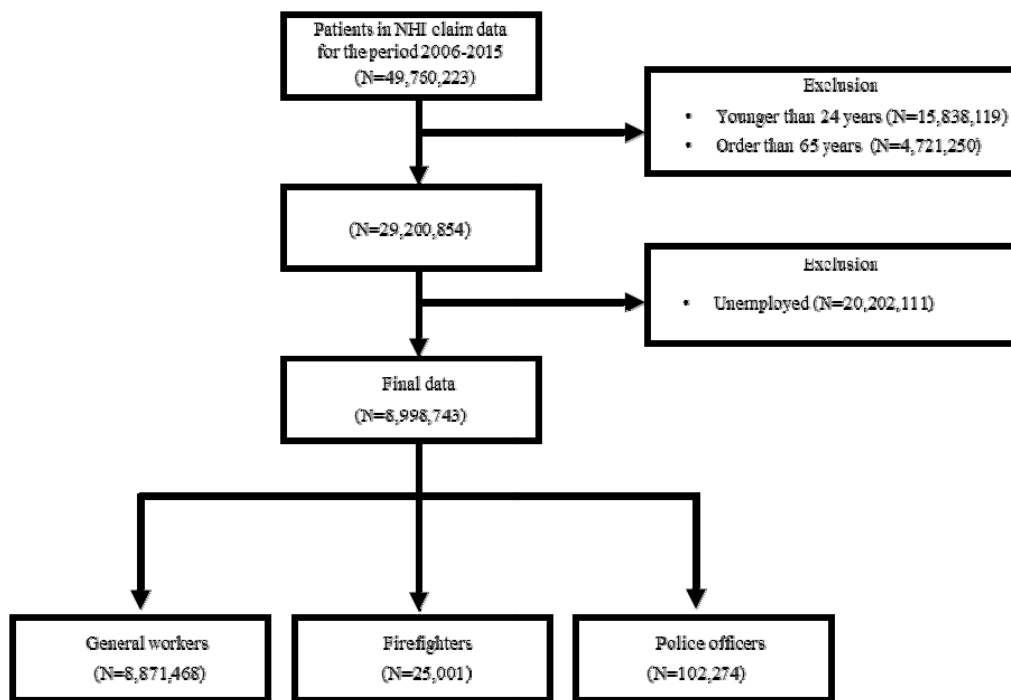 Patients in NHI claim data
for the period 2006-2015
(N=49,760,223)
Exclusion
• Younger than 24 years (N=15,838,119)
• Order than 65 years (N=4,721,250)
(N=29,200,854)
Exclusion
• Unemployed (N=20,202,111)
Final data
(N=8,998,743)
General workers
(N=8,871,468)
Firefighters
(N=25,001)
Police officers
(N=102,274)